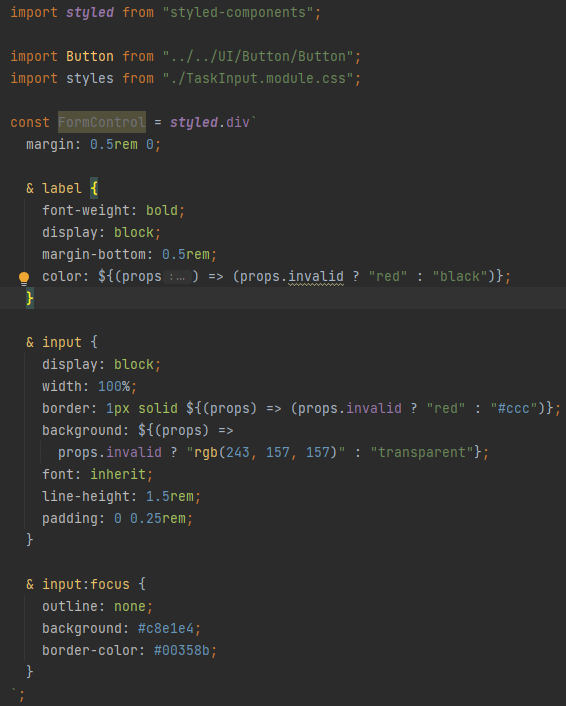 import styled from "styled-components";
import Button from "../../UI/Button/Button";
import styles from "./TaskInput.module.css";
const FormControl = styled.div`
  margin: 0.5rem 0;
  & label {
    font-weight: bold;
    display: block;
    margin-bottom: 0.5rem;
    color: ${(props :... ) => (props.invalid ? "red" : "black")};
  }
  & input {
    display: block;
    width: 100%;
    border: 1px solid ${(props) => (props.invalid ? "red" : "#ccc")};
    background: ${(props) =>
      props.invalid ? "rgb(243, 157, 157)" : "transparent"};
    font: inherit;
    line-height: 1.5rem;
    padding: 0 0.25rem;
  }
  & input:focus {
    outline: none;
    background: #c8e1e4;
    border-color: #00358b;
  }
`;